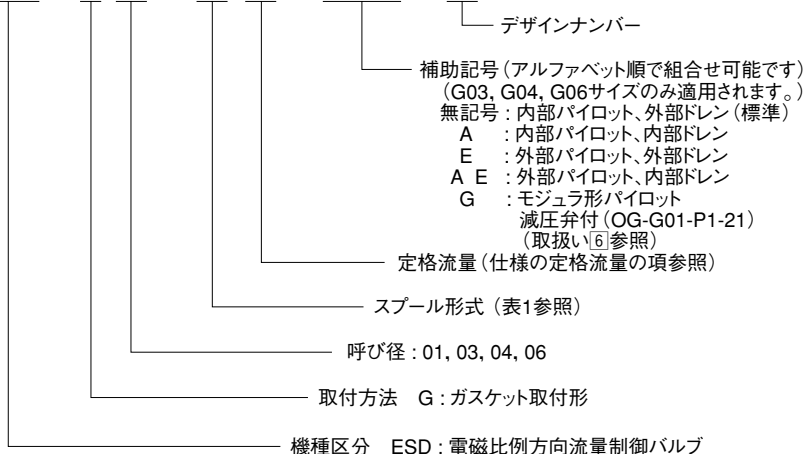 デザインナンバー
補助記号（アルファベット順で組合せ可能です）
（G03, G04, G06サイズのみ適用されます。）
無記号：内部パイロット、外部ドレン（標準）
A ：内部パイロット、内部ドレン
E ：外部パイロット、外部ドレン
A E ：外部パイロット、内部ドレン
G ：モジュラ形パイロット
減圧弁付（OG-G01-P1-21）
（取扱い6参照）
定格流量（仕様の定格流量の項参照）
スプール形式（表1参照）
呼び径：01, 03, 04, 06
取付方法 G：ガスケット取付形
機種区分 ESD：電磁比例方向流量制御バルブ